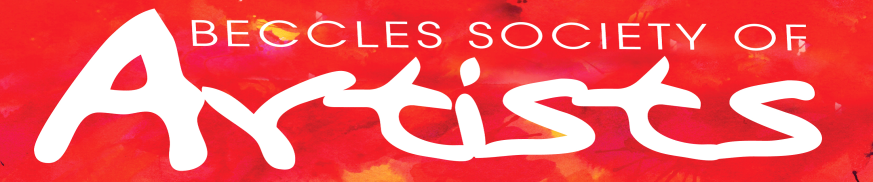 BECCLES SOCIETY OF
Artists